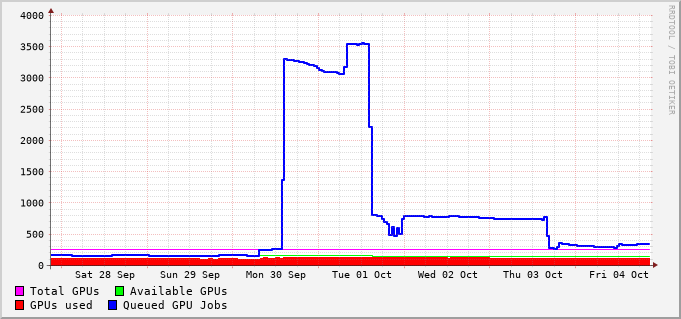 4000
3500
3000
2500
2000
1500
1000
500
0
Sat 28 Sep Sun 29 Sep Mon 30 Sep Tue 01 Oct Wed 02 Oct Thu 03 Oct Fri 04 Oct
Total GPUs Available GPUs
GPUs used Queued GPU Jobs
RRDTOOL / TOBI OETIKER